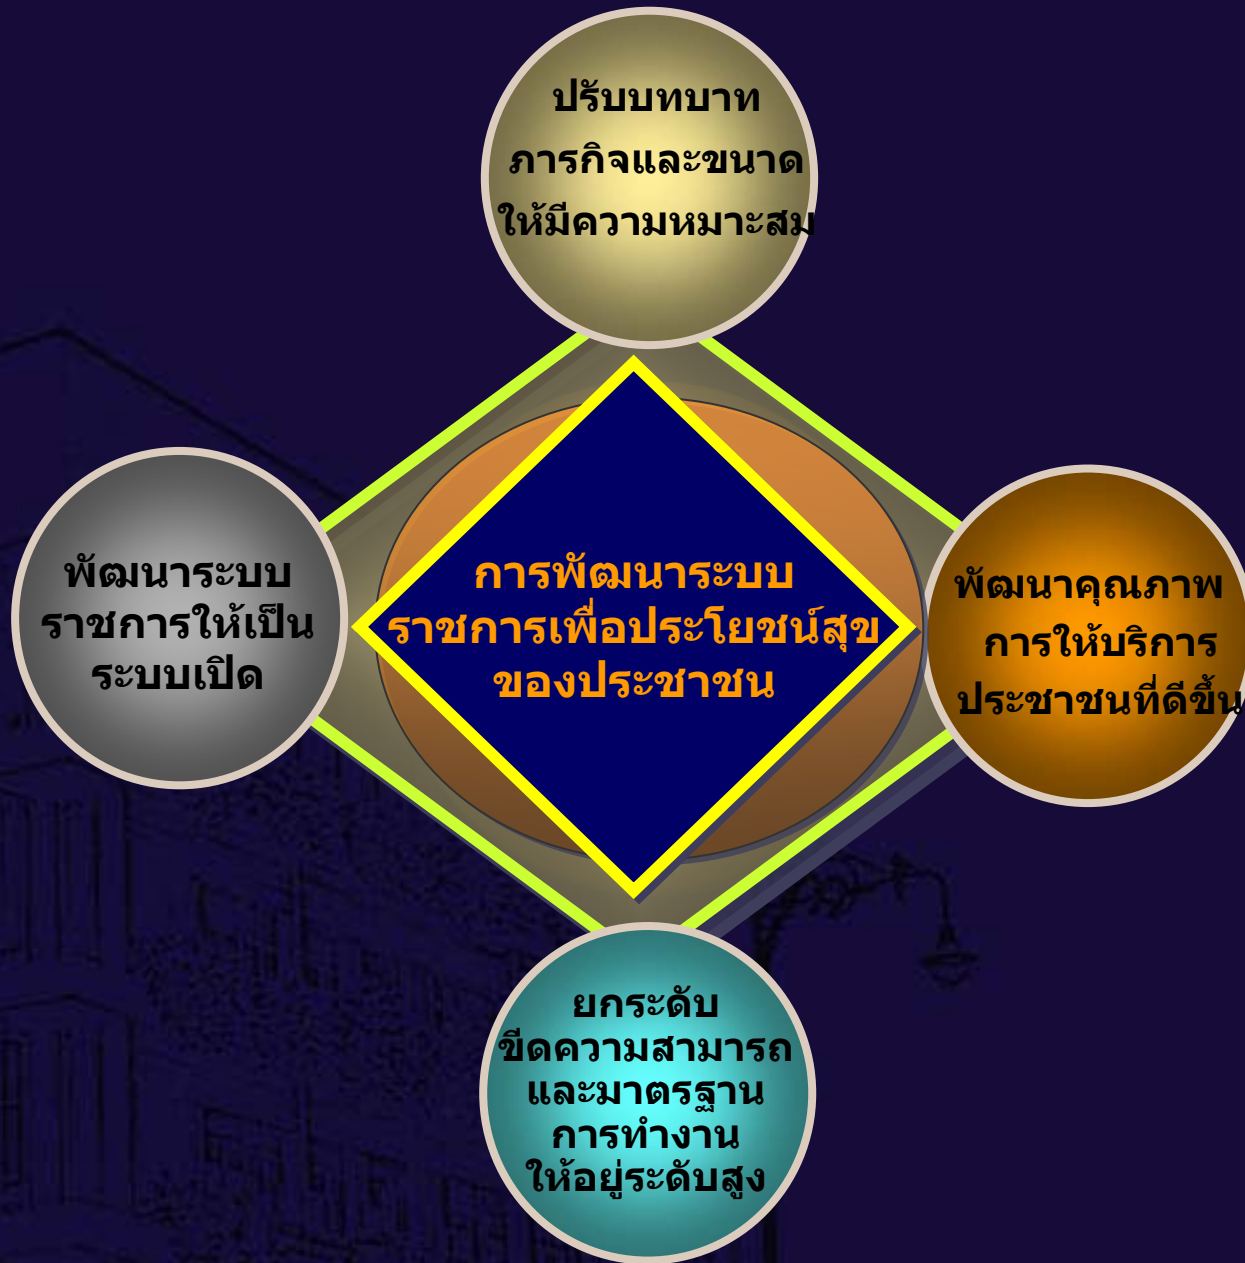 ปรับบทบาท
ภารกิจและขนาด
ให้มีความหมาะสม
พัฒนาระบบ
ราชการให้เป็น
ระบบเปิด
การพัฒนาระบบ
ราชการเพื่อประโยชน์สุข
ของประชาชน
พัฒนาคุณภาพ
การให้บริการ
ประชาชนที่ดีขึ้น
ยกระดับ
ขีดความสามารถ
และมาตรฐาน
การทำงาน
ให้อยู่ระดับสูง